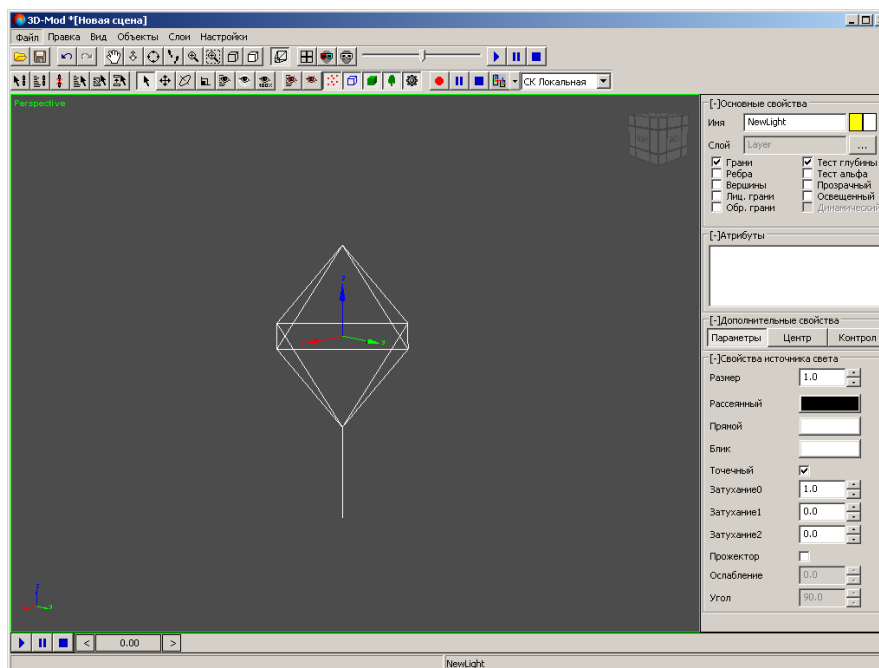 3D-Mod *[Новая сцена]
Файл Правка Вид Объекты Слои Настройки
100%
СК Локальная
Perspective
[-]Основные свойства
Имя NewLight
Слой Layer ...
Грани Тест глубины
Ребра Тест альфа
Вершины Прозрачный
Лиц. грани Освещенный
Обр. грани Динамический
[-]Атрибуты
z
y
[-]Дополнительные свойства
Параметры Центр Контрол
[-]Свойства источника света
Размер 1.0
Рассеянный
Прямой
Блик
Точечный
Затухание0 1.0
Затухание1 0.0
Затухание2 0.0
Прожектор
Ослабление 0.0
Угол 90.0
z
y
< 0.00 >
NewLight